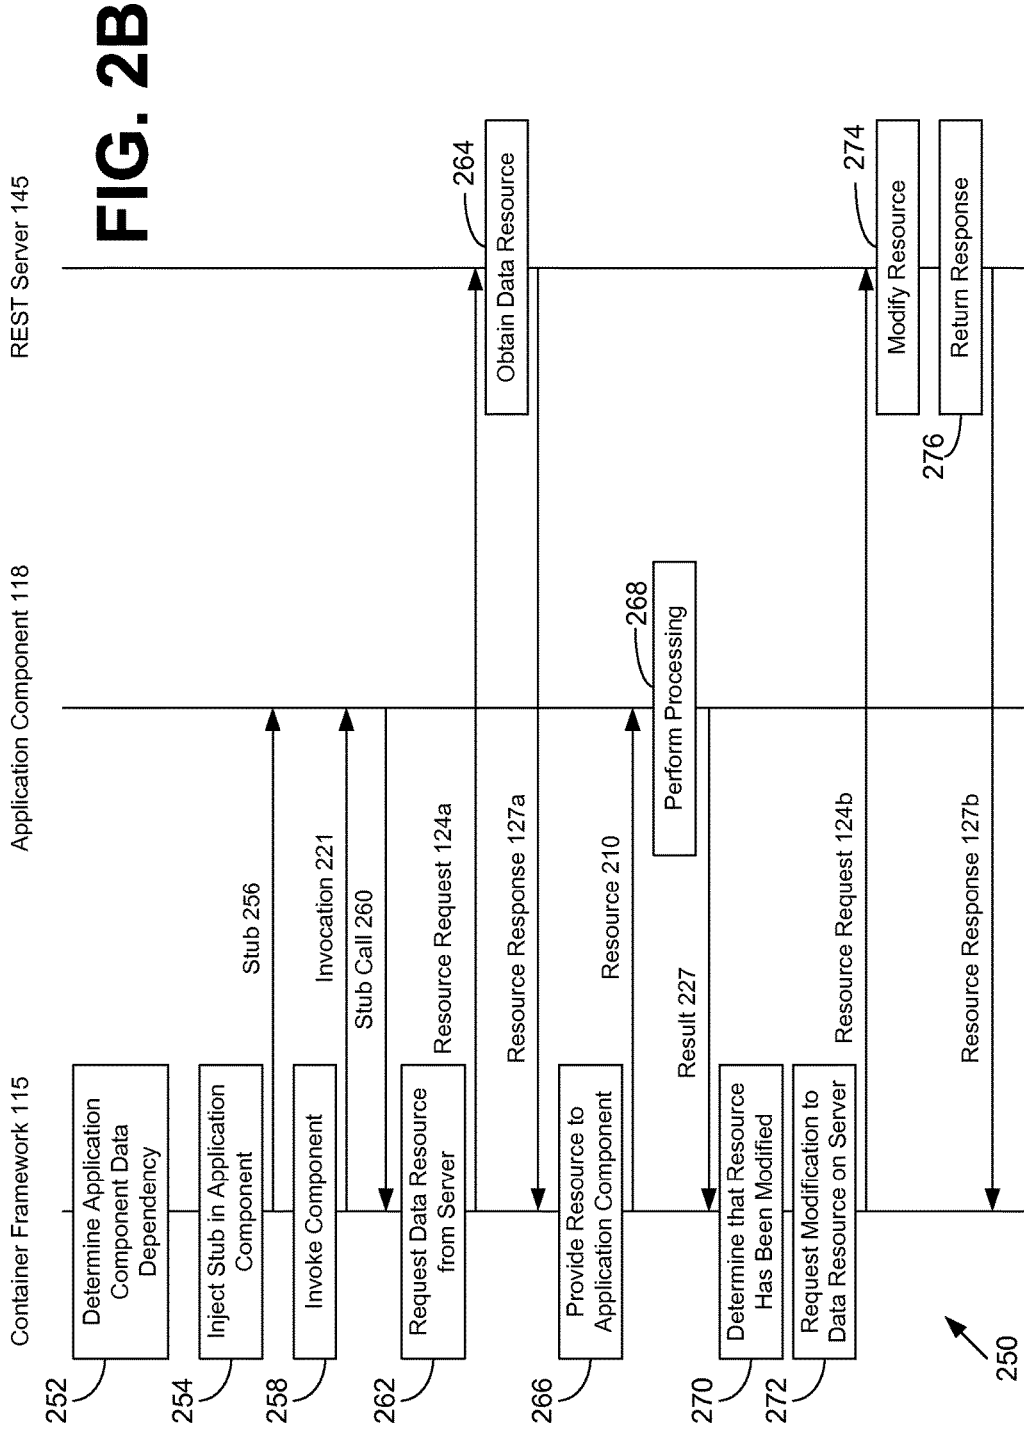 FIG. 2B
Container Framework 115
Application Component 118
REST Server 145
252
Determine Application
Component Data
Dependency
254
Inject Stub in Application
Component
Stub 256
258
Invoke Component
Invocation 221
Stub Call 260
262
Request Data Resource
from Server
Resource Request 124a
264
Obtain Data Resource
Resource Response 127a
266
Provide Resource to
Application Component
Resource 210
268
Perform Processing
Result 227
270
Determine that Resource
Has Been Modified
272
Request Modification to
Data Resource on Server
Resource Request 124b
274
Modify Resource
276
Return Response
Resource Response 127b
250